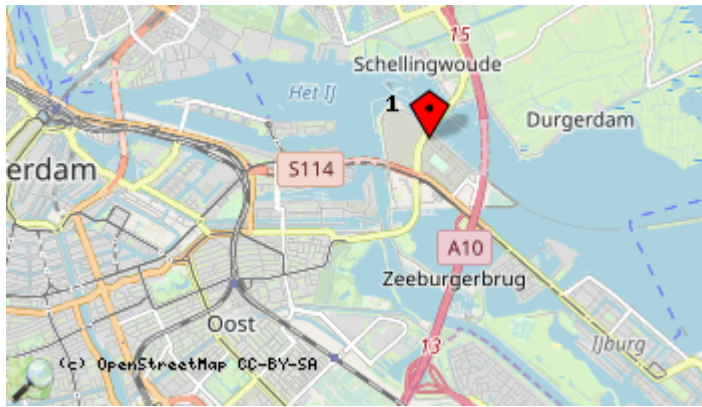 15
Schellingwoude
Het IJ
1
Durgerdam
erdam
S114
A10
Zeeburgerbrug
Oost
13
IJburg
(c) OpenStreetMap CC-BY-SA